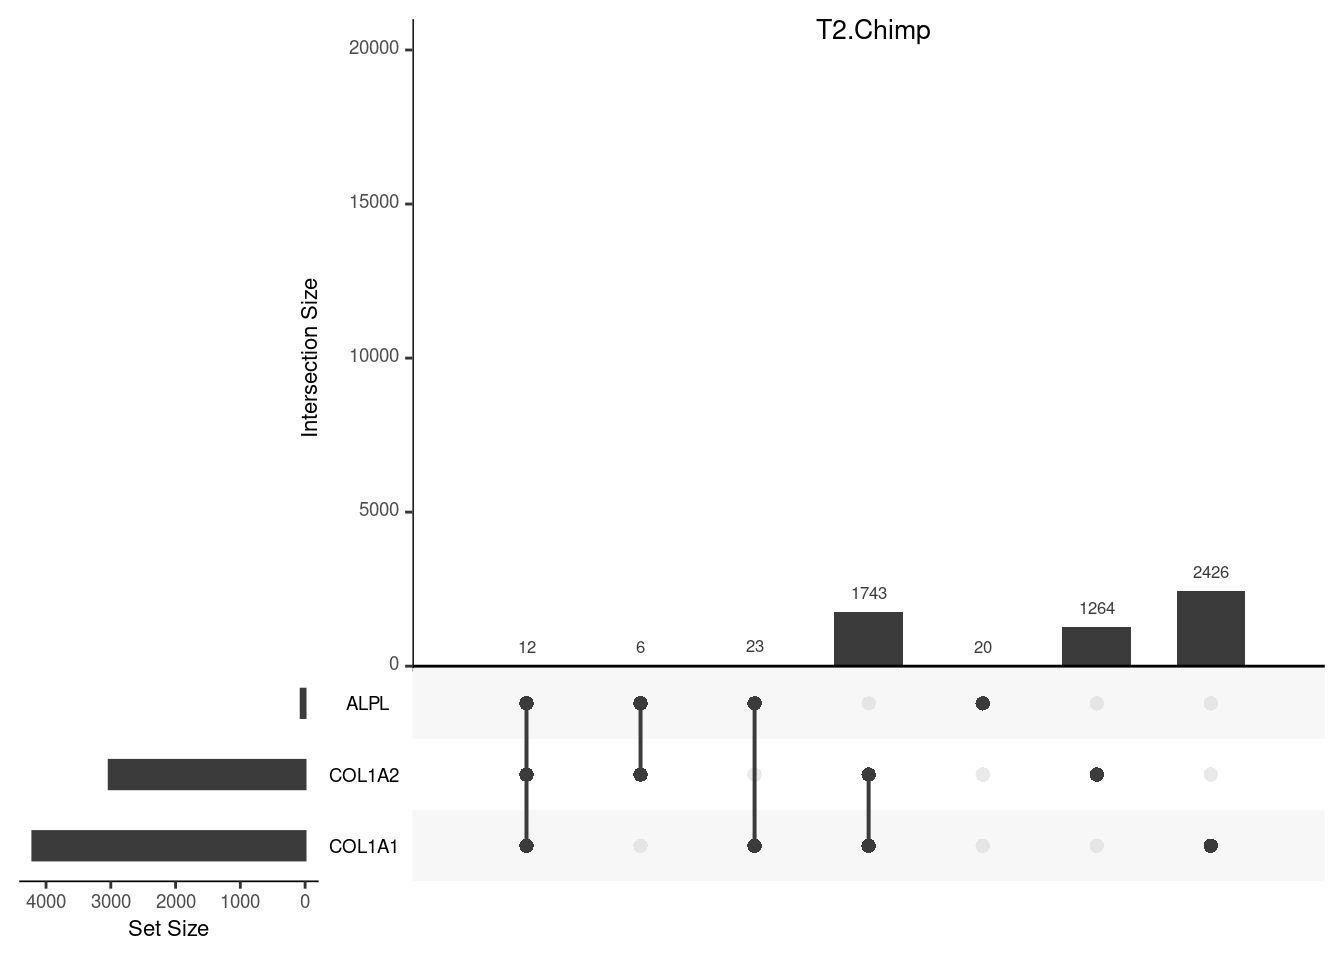 T2.Chimp
20000
15000
10000
5000
0
Intersection Size
12 6 23 1743 20 1264 2426
ALPL
COL1A2
COL1A1
4000 3000 2000 1000 0
Set Size